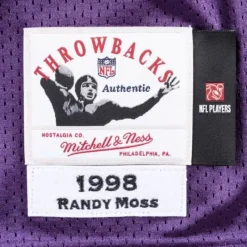 THROWBACKS
NFL
Authentic
NFL PLAYERS
NOSTALGIA CO.
Mitchell & Ness
PHILADELPHIA, PA.
1998
RANDY MOSS